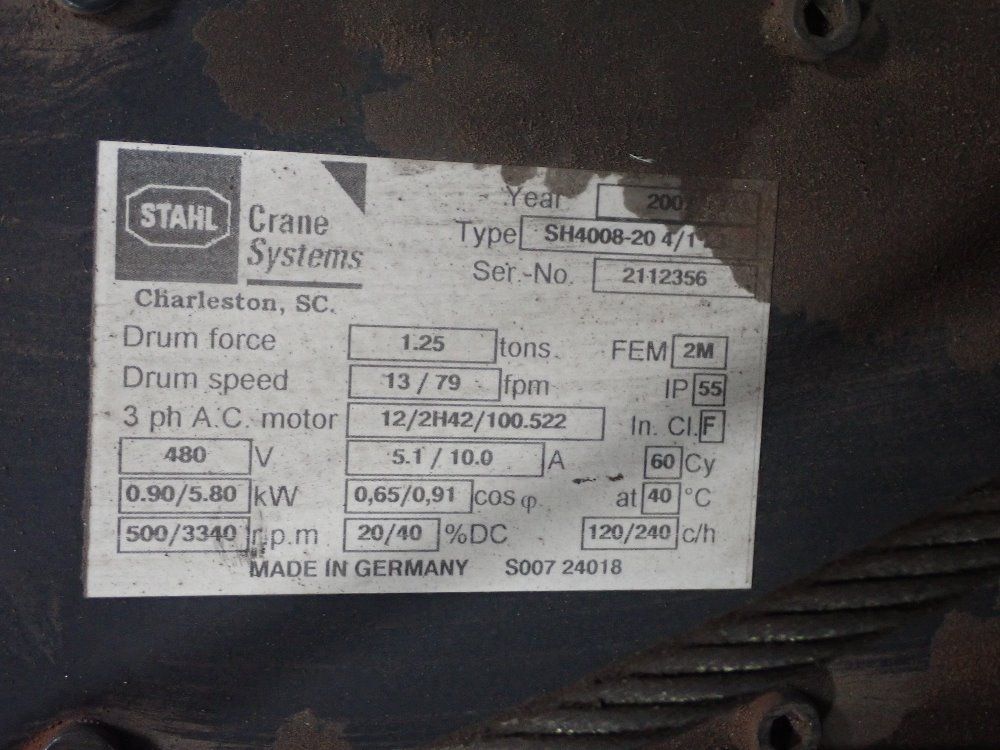 STAHL
Crane
Systems
Charleston, SC.
Year 200
Type SH4008-20 4/1
Ser.-No. 2112356
Drum force 1.25 tons. FEM 2M
Drum speed 13 / 79 fpm IP 55
3 ph A.C. motor 12/2H42/100.522 In. Cl. F
480 V 5.1 / 10.0 A 60 Cy
0.90/5.80 kW 0,65/0,91 cos φ at 40 °C
500/3340 r.p.m 20/40 %DC 120/240 c/h
MADE IN GERMANY S007 24018